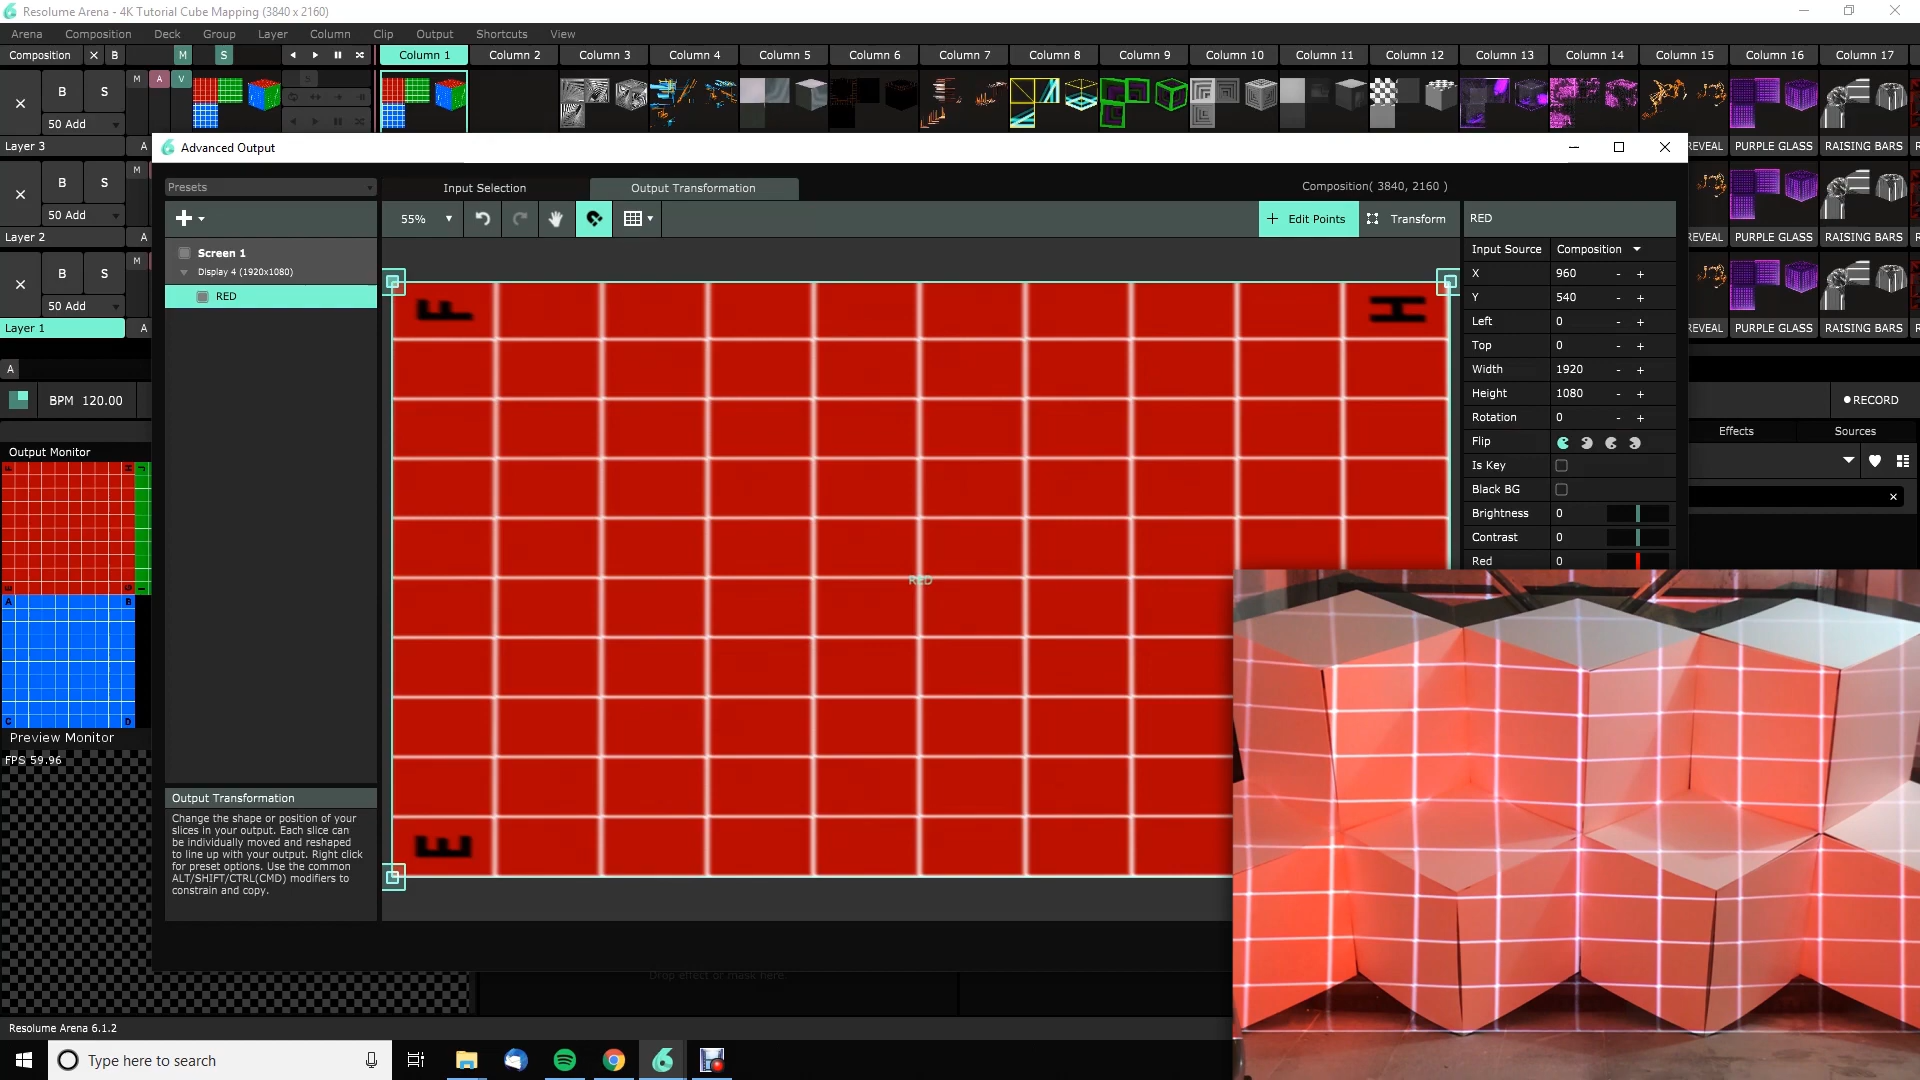 Resolume Arena - 4K Tutorial Cube Mapping (3840 x 2160)
Arena Composition Deck Group Layer Column Clip Output Shortcuts View
Composition X B M S Column 1 Column 2 Column 3 Column 4 Column 5 Column 6 Column 7 Column 8 Column 9 Column 10 Column 11 Column 12 Column 13 Column 14 Column 15 Column 16 Column 17
M A V S
B S
50 Add
Layer 3 A
REVEAL PURPLE GLASS RAISING BARS
Advanced Output
M
B S
50 Add
Layer 2 A
REVEAL PURPLE GLASS RAISING BARS
M
B S
50 Add
Layer 1 A
REVEAL PURPLE GLASS RAISING BARS
A
BPM 120.00
RECORD
Effects Sources
Output Monitor
F H
E
A B
C D
Preview Monitor
FPS 59.96
Presets
Input Selection Output Transformation Composition( 3840, 2160 )
55% Edit Points Transform RED
Screen 1
Display 4 (1920x1080)
RED
F H
RED
E
Input Source Composition
X 960 - +
Y 540 - +
Left 0 - +
Top 0 - +
Width 1920 - +
Height 1080 - +
Rotation 0 - +
Flip
Is Key
Black BG
Brightness 0
Contrast 0
Red 0
Output Transformation
Change the shape or position of your
slices in your output. Each slice can
be individually moved and reshaped
to line up with your output. Right click
for preset options. Use the common
ALT/SHIFT/CTRL(CMD) modifiers to
constrain and copy.
Drop effect or mask here
Resolume Arena 6.1.2
Type here to search